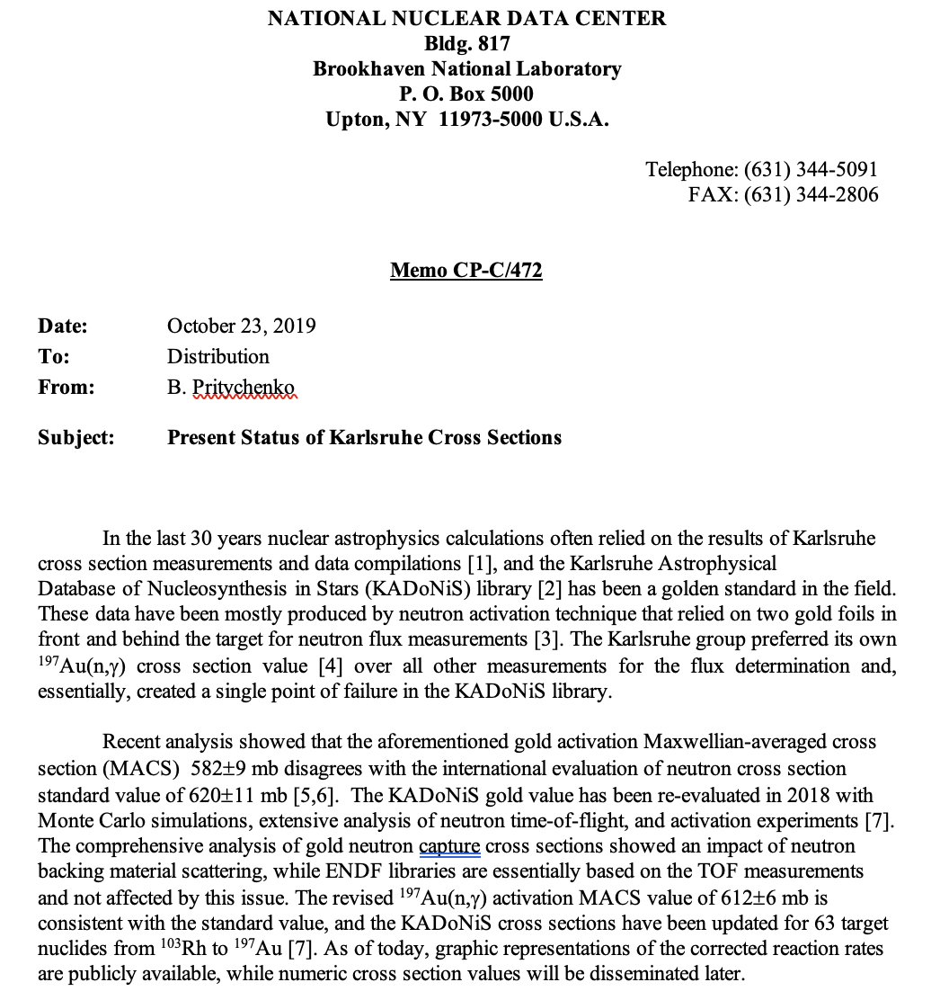 NATIONAL NUCLEAR DATA CENTER
Bldg. 817
Brookhaven National Laboratory
P. O. Box 5000
Upton, NY 11973-5000 U.S.A.
Telephone: (631) 344-5091
FAX: (631) 344-2806
Memo CP-C/472
Date: October 23, 2019
To: Distribution
From: B. Pritychenko
Subject: Present Status of Karlsruhe Cross Sections
In the last 30 years nuclear astrophysics calculations often relied on the results of Karlsruhe
cross section measurements and data compilations [1], and the Karlsruhe Astrophysical
Database of Nucleosynthesis in Stars (KADoNiS) library [2] has been a golden standard in the field.
These data have been mostly produced by neutron activation technique that relied on two gold foils in
front and behind the target for neutron flux measurements [3]. The Karlsruhe group preferred its own
¹⁹⁷Au(n,γ) cross section value [4] over all other measurements for the flux determination and,
essentially, created a single point of failure in the KADoNiS library.
Recent analysis showed that the aforementioned gold activation Maxwellian-averaged cross
section (MACS) 582±9 mb disagrees with the international evaluation of neutron cross section
standard value of 620±11 mb [5,6]. The KADoNiS gold value has been re-evaluated in 2018 with
Monte Carlo simulations, extensive analysis of neutron time-of-flight, and activation experiments [7].
The comprehensive analysis of gold neutron capture cross sections showed an impact of neutron
backing material scattering, while ENDF libraries are essentially based on the TOF measurements
and not affected by this issue. The revised ¹⁹⁷Au(n,γ) activation MACS value of 612±6 mb is
consistent with the standard value, and the KADoNiS cross sections have been updated for 63 target
nuclides from ¹⁰³Rh to ¹⁹⁷Au [7]. As of today, graphic representations of the corrected reaction rates
are publicly available, while numeric cross section values will be disseminated later.